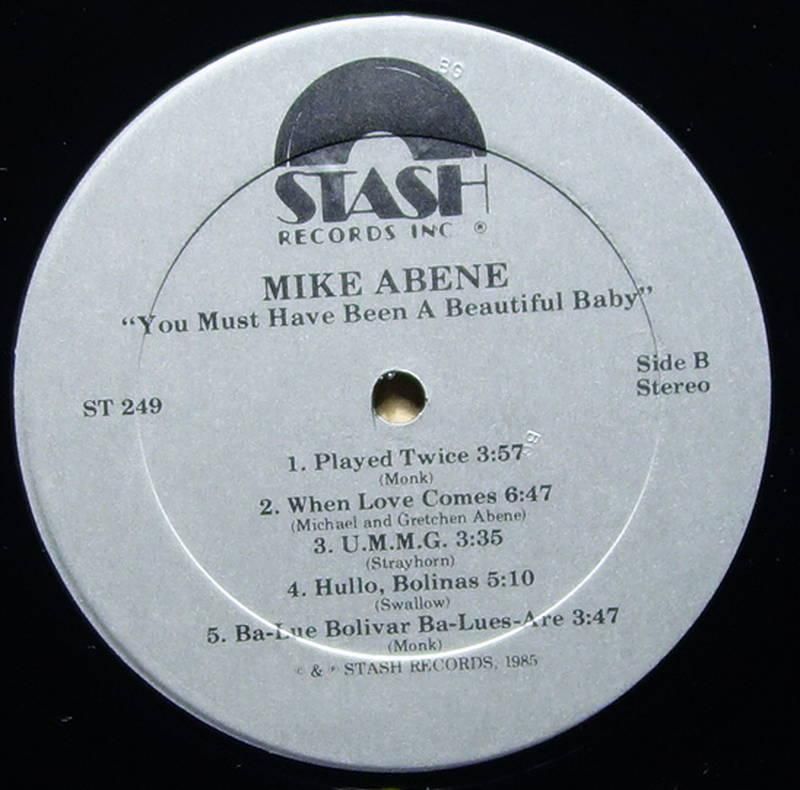 BG
STASH
RECORDS INC ®
MIKE ABENE
"You Must Have Been A Beautiful Baby"
Side B
Stereo
ST 249
1. Played Twice 3:57
(Monk)
2. When Love Comes 6:47
(Michael and Gretchen Abene)
3. U.M.M.G. 3:35
(Strayhorn)
4. Hullo, Bolinas 5:10
(Swallow)
5. Ba-Lue Bolivar Ba-Lues-Are 3:47
(Monk)
© & ℗ STASH RECORDS, 1985